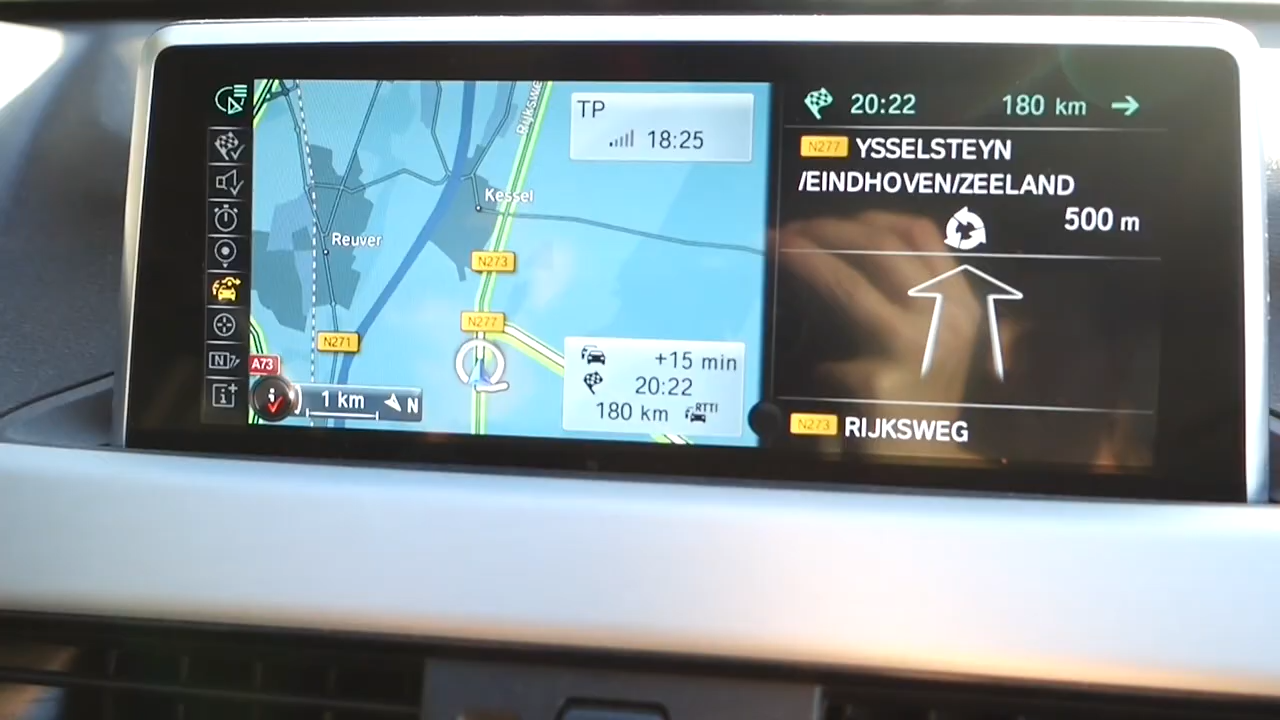 TP
18:25
Rijkswe
Kessel
Reuver
N273
N277
N271
A73
N
i
1 km
N
+15 min
20:22
180 km
RTTI
20:22
180 km
N277 YSSELSTEYN
/EINDHOVEN/ZEELAND
500 m
N273 RIJKSWEG